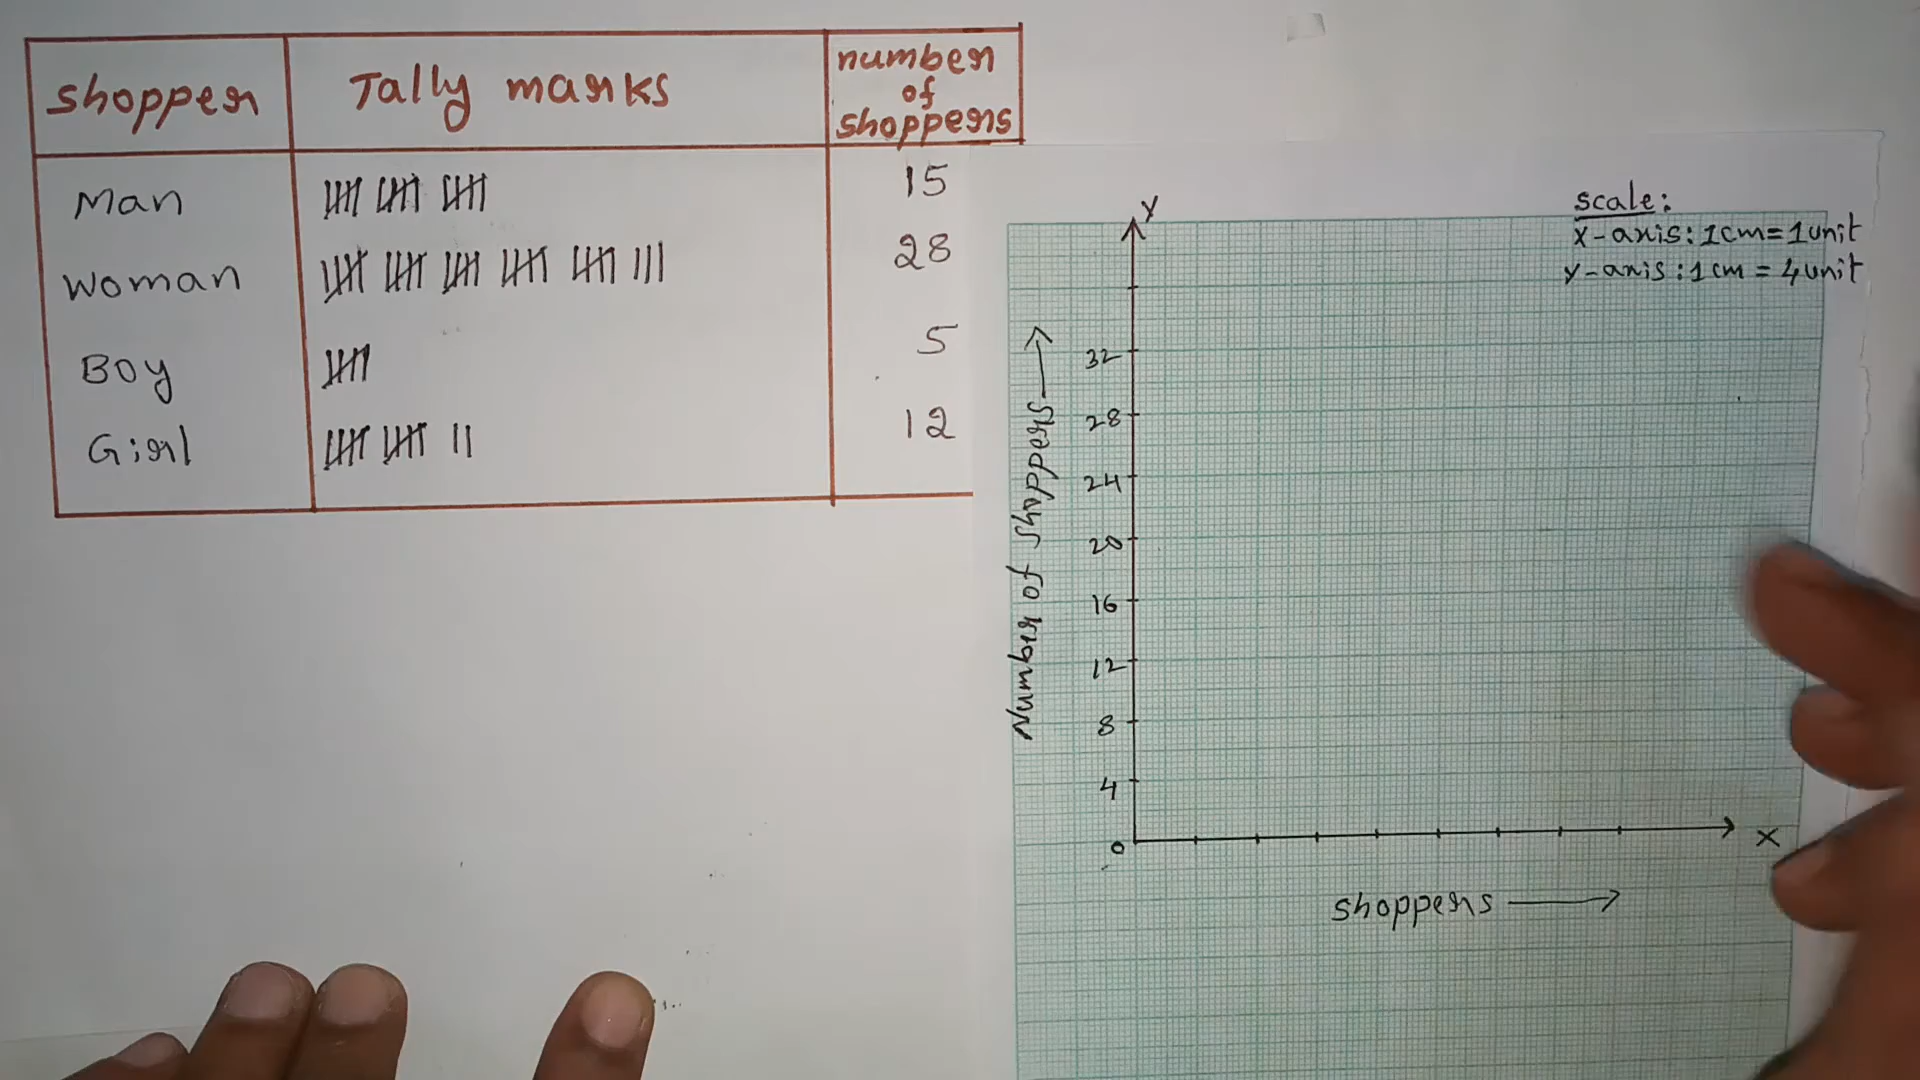 shopper
Tally marks
number
of
shoppers
Man 𝍸 𝍸 𝍸 15
Woman 𝍸 𝍸 𝍸 𝍸 𝍸 ||| 28
Boy 𝍸 5
Girl 𝍸 𝍸 || 12
scale:
x-axis: 1cm=1unit
y-axis: 1cm = 4unit
Y
Number of shoppers
32
28
24
20
16
12
8
4
0
X
shoppers